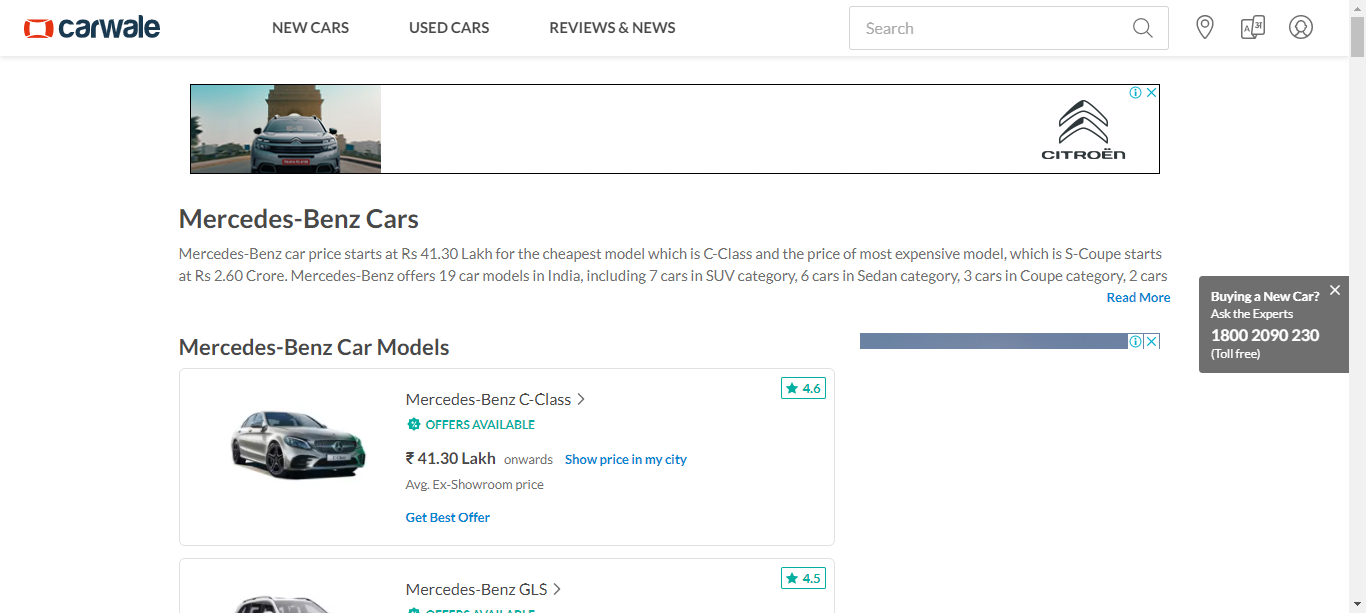 carwale
NEW CARS
USED CARS
REVIEWS & NEWS
Search
CITROËN
Mercedes-Benz Cars
Mercedes-Benz car price starts at Rs 41.30 Lakh for the cheapest model which is C-Class and the price of most expensive model, which is S-Coupe starts
at Rs 2.60 Crore. Mercedes-Benz offers 19 car models in India, including 7 cars in SUV category, 6 cars in Sedan category, 3 cars in Coupe category, 2 cars
Read More
Buying a New Car?
Ask the Experts
1800 2090 230
(Toll free)
Mercedes-Benz Car Models
4.6
Mercedes-Benz C-Class
OFFERS AVAILABLE
₹ 41.30 Lakh onwards Show price in my city
Avg. Ex-Showroom price
Get Best Offer
4.5
Mercedes-Benz GLS
OFFERS AVAILABLE